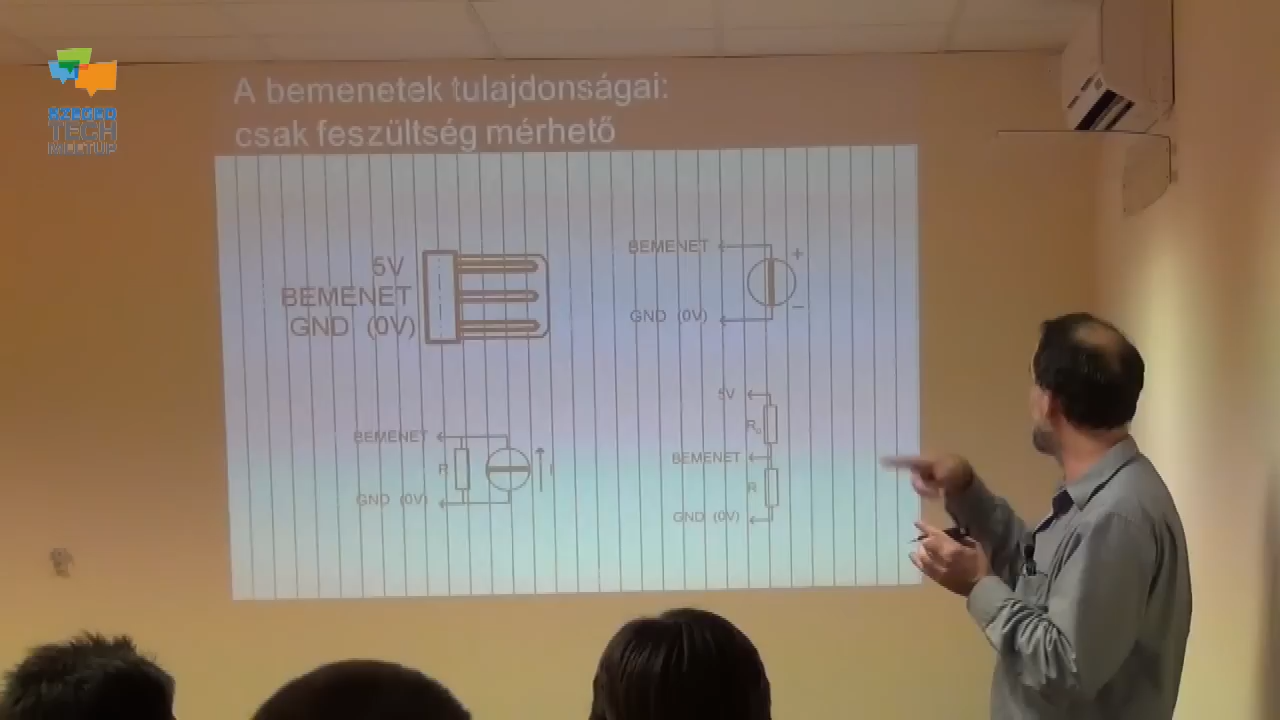 SZEGED
TECH
MEETUP
A bemenetek tulajdonságai:
csak feszültség mérhető
5V
BEMENET
GND (0V)
BEMENET
+
GND (0V)
−
BEMENET
R
I
GND (0V)
5V
R₀
BEMENET
R
GND (0V)